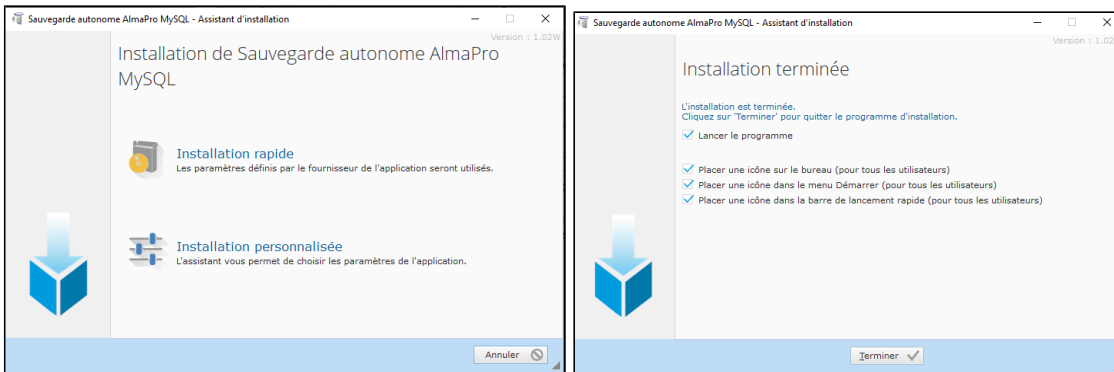 Sauvegarde autonome AlmaPro MySQL - Assistant d'installation
Version : 1.02W
Installation de Sauvegarde autonome AlmaPro
MySQL
Installation rapide
Les paramètres définis par le fournisseur de l'application seront utilisés.
Installation personnalisée
L'assistant vous permet de choisir les paramètres de l'application.
Annuler
Sauvegarde autonome AlmaPro MySQL - Assistant d'installation
Version : 1.02
Installation terminée
L'installation est terminée.
Cliquez sur 'Terminer' pour quitter le programme d'installation.
Lancer le programme
Placer une icône sur le bureau (pour tous les utilisateurs)
Placer une icône dans le menu Démarrer (pour tous les utilisateurs)
Placer une icône dans la barre de lancement rapide (pour tous les utilisateurs)
Terminer